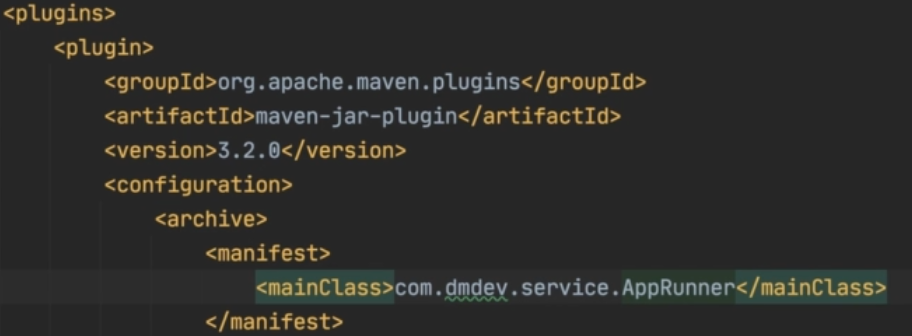 <plugins>
<plugin>
<groupId>org.apache.maven.plugins</groupId>
<artifactId>maven-jar-plugin</artifactId>
<version>3.2.0</version>
<configuration>
<archive>
<manifest>
<mainClass>com.dmdev.service.AppRunner</mainClass>
</manifest>